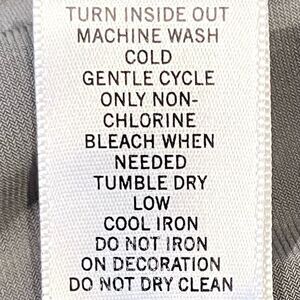 TURN INSIDE OUT
MACHINE WASH
COLD
GENTLE CYCLE
ONLY NON-
CHLORINE
BLEACH WHEN
NEEDED
TUMBLE DRY
LOW
COOL IRON
DO NOT IRON
ON DECORATION
DO NOT DRY CLEAN